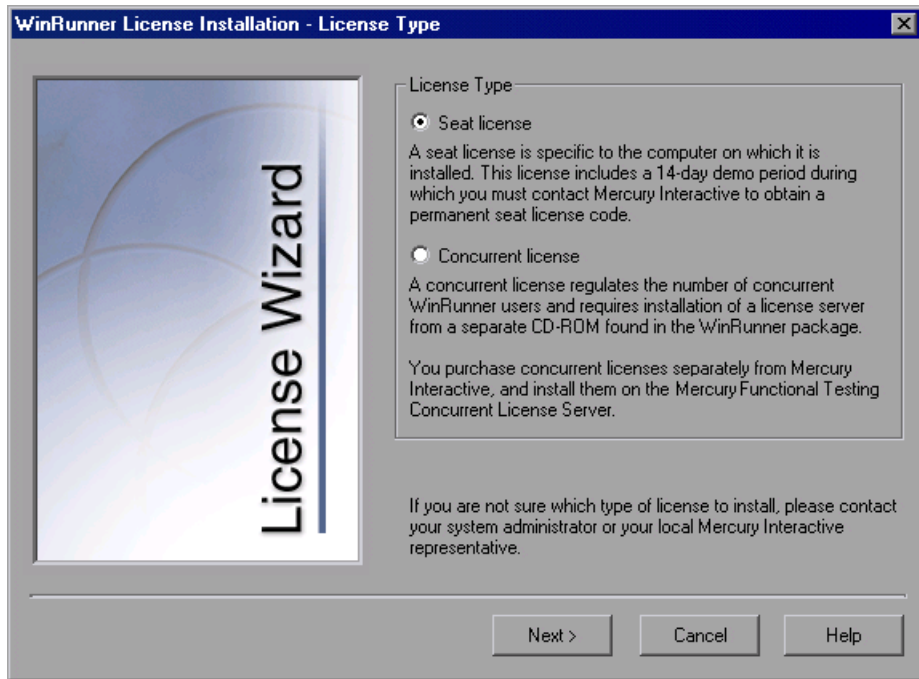 WinRunner License Installation - License Type
License Wizard
License Type
Seat license
A seat license is specific to the computer on which it is
installed. This license includes a 14-day demo period during
which you must contact Mercury Interactive to obtain a
permanent seat license code.
Concurrent license
A concurrent license regulates the number of concurrent
WinRunner users and requires installation of a license server
from a separate CD-ROM found in the WinRunner package.
You purchase concurrent licenses separately from Mercury
Interactive, and install them on the Mercury Functional Testing
Concurrent License Server.
If you are not sure which type of license to install, please contact
your system administrator or your local Mercury Interactive
representative.
Next >
Cancel
Help